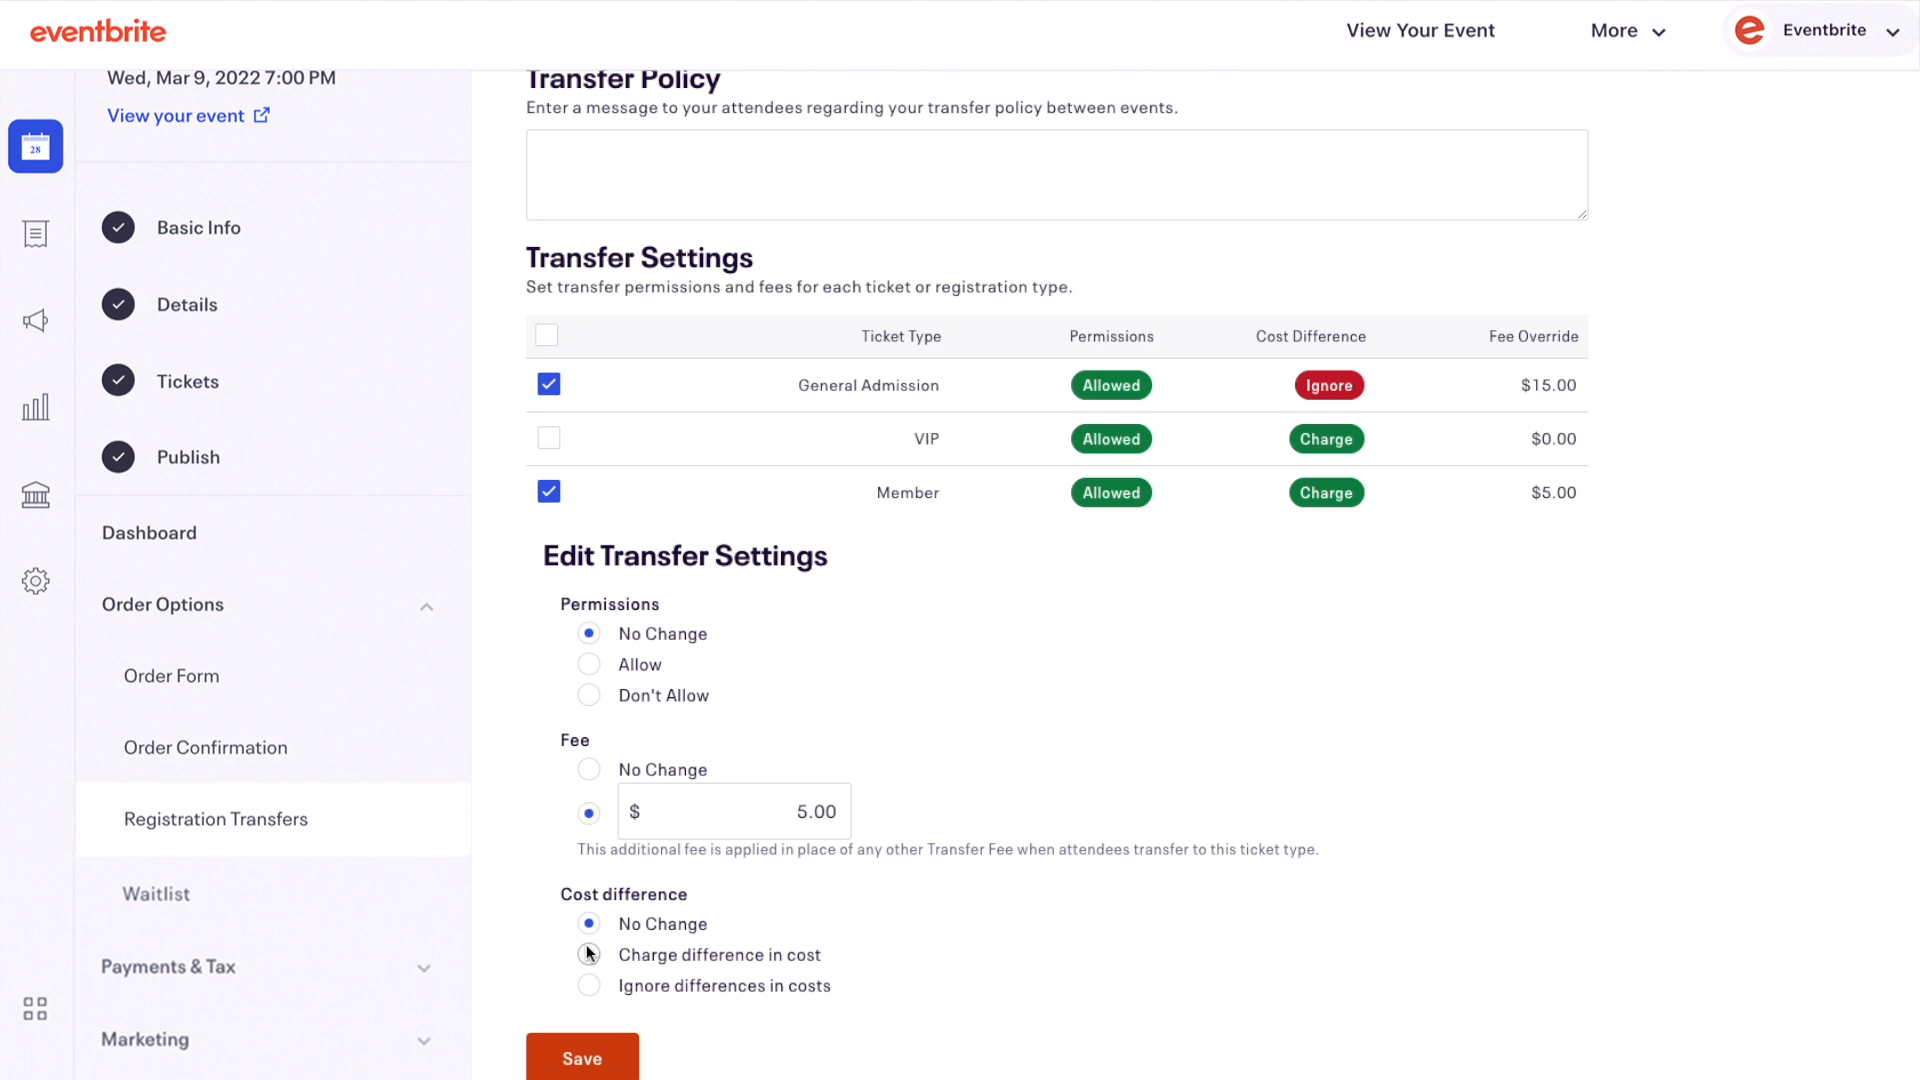 eventbrite
View Your Event
More
Eventbrite
Wed, Mar 9, 2022 7:00 PM
View your event
28
Basic Info
Details
Tickets
Publish
Dashboard
Order Options
Order Form
Order Confirmation
Registration Transfers
Waitlist
Payments & Tax
Marketing
Transfer Policy
Enter a message to your attendees regarding your transfer policy between events.
Transfer Settings
Set transfer permissions and fees for each ticket or registration type.
Ticket Type Permissions Cost Difference Fee Override
General Admission Allowed Ignore $15.00
VIP Allowed Charge $0.00
Member Allowed Charge $5.00
Edit Transfer Settings
Permissions
No Change
Allow
Don't Allow
Fee
No Change
$ 5.00
This additional fee is applied in place of any other Transfer Fee when attendees transfer to this ticket type.
Cost difference
No Change
Charge difference in cost
Ignore differences in costs
Save